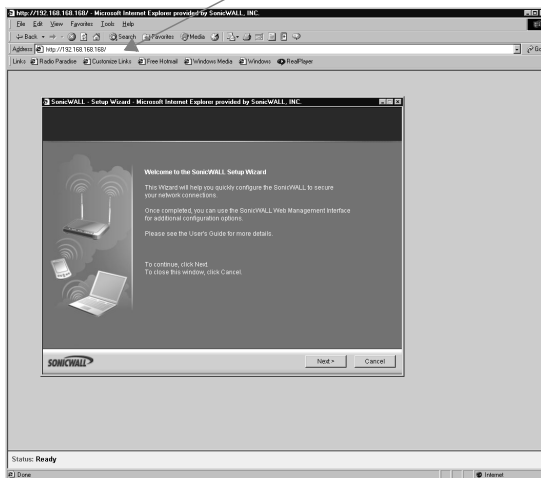 http://192.168.168.168/ - Microsoft Internet Explorer provided by SonicWALL, INC.
File Edit View Favorites Tools Help
Back Search Favorites Media
Address http://192.168.168.168/ Go
Links Radio Paradise Customize Links Free Hotmail Windows Media Windows RealPlayer
SonicWALL - Setup Wizard - Microsoft Internet Explorer provided by SonicWALL, INC.
Welcome to the SonicWALL Setup Wizard
This Wizard will help you quickly configure the SonicWALL to secure
your network connections.
Once completed, you can use the SonicWALL Web Management Interface
for additional configuration options.
Please see the User's Guide for more details.
To continue, click Next.
To close this window, click Cancel.
SONICWALL
Next > Cancel
Status: Ready
Done Internet